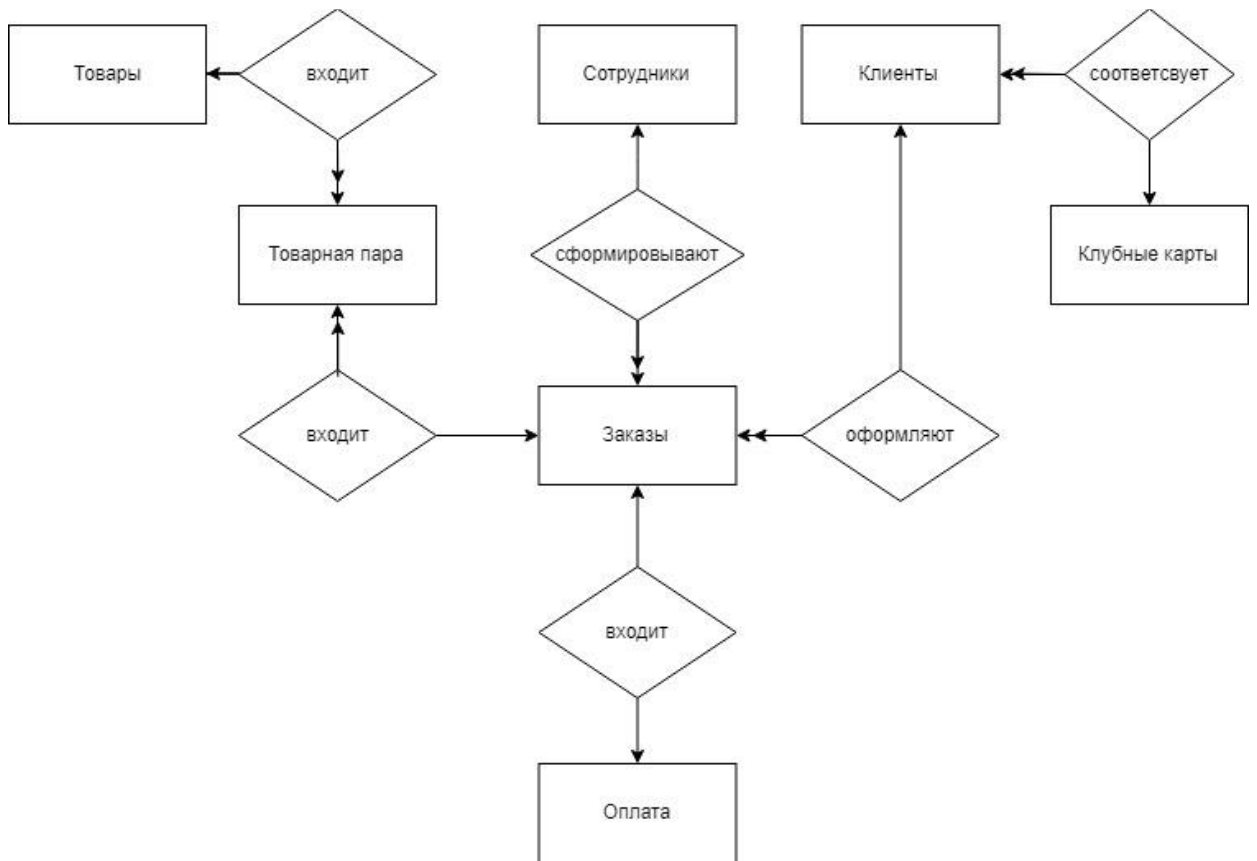 Товары
входит
Сотрудники
Клиенты
соответсвует
Товарная пара
сформировывают
Клубные карты
входит
Заказы
оформляют
входит
Оплата